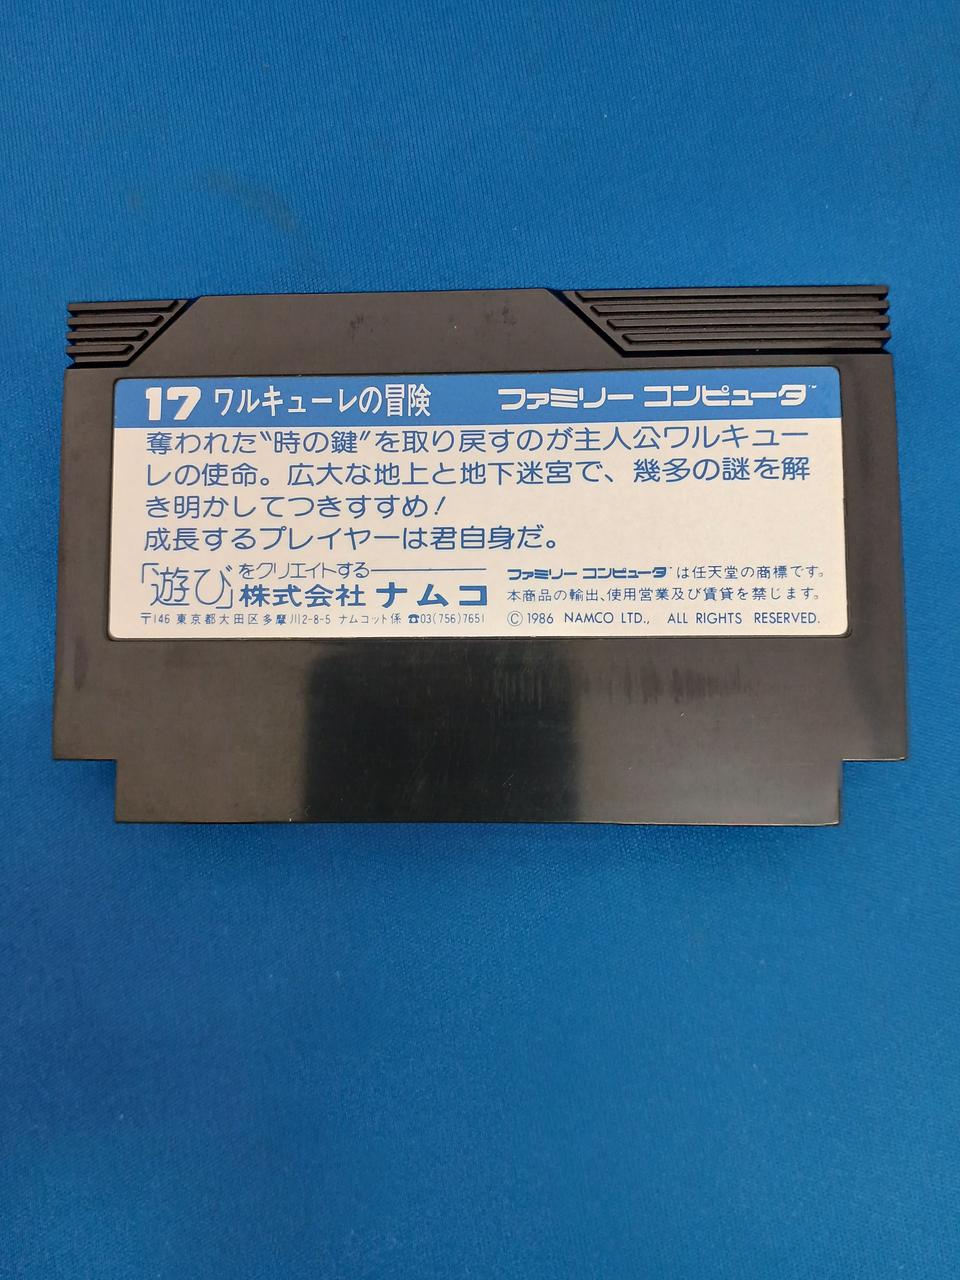 17 ワルキューレの冒険 ファミリー コンピュータ™
奪われた〝時の鍵〟を取り戻すのが主人公ワルキュー
レの使命。広大な地上と地下迷宮で、幾多の謎を解
き明かしてつきすすめ!
成長するプレイヤーは君自身だ。
「遊び」をクリエイトする
株式会社 ナムコ
〒146 東京都大田区多摩川2-8-5 ナムコット係 ☎03(756)7651
ファミリー コンピュータ は任天堂の商標です。
本商品の輸出、使用営業及び賃貸を禁じます。
©1986 NAMCO LTD., ALL RIGHTS RESERVED.